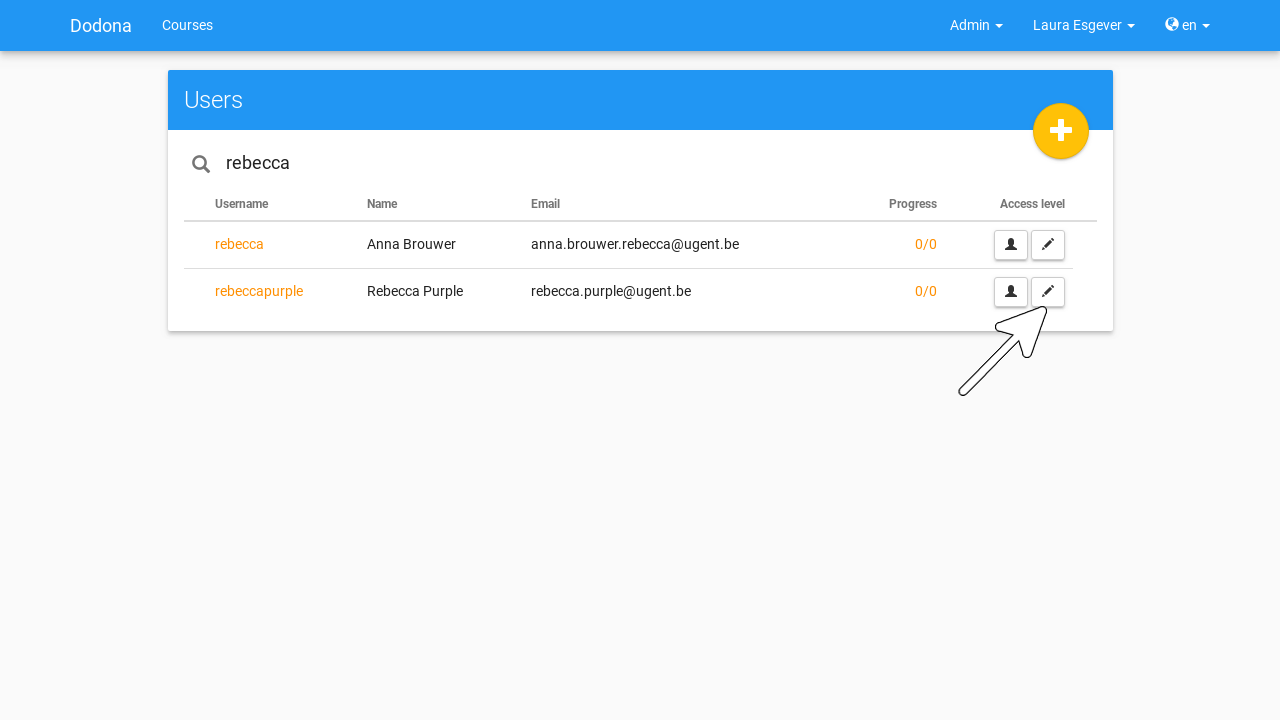 Dodona Courses Admin Laura Esgever en
Users
rebecca
Username Name Email Progress Access level
rebecca Anna Brouwer anna.brouwer.rebecca@ugent.be 0/0
rebeccapurple Rebecca Purple rebecca.purple@ugent.be 0/0